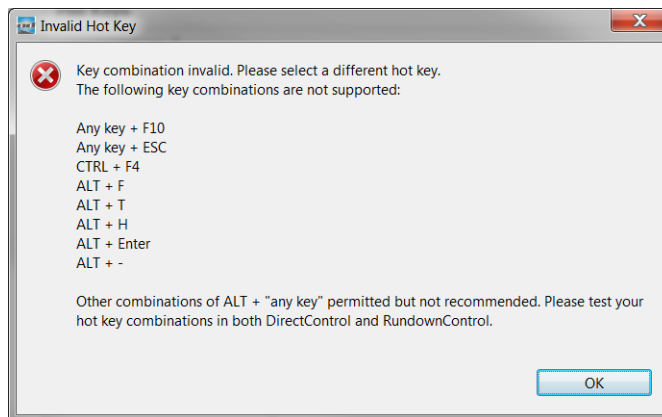 Invalid Hot Key
Key combination invalid. Please select a different hot key.
The following key combinations are not supported:
Any key + F10
Any key + ESC
CTRL + F4
ALT + F
ALT + T
ALT + H
ALT + Enter
ALT + -
Other combinations of ALT + "any key" permitted but not recommended. Please test your
hot key combinations in both DirectControl and RundownControl.
OK